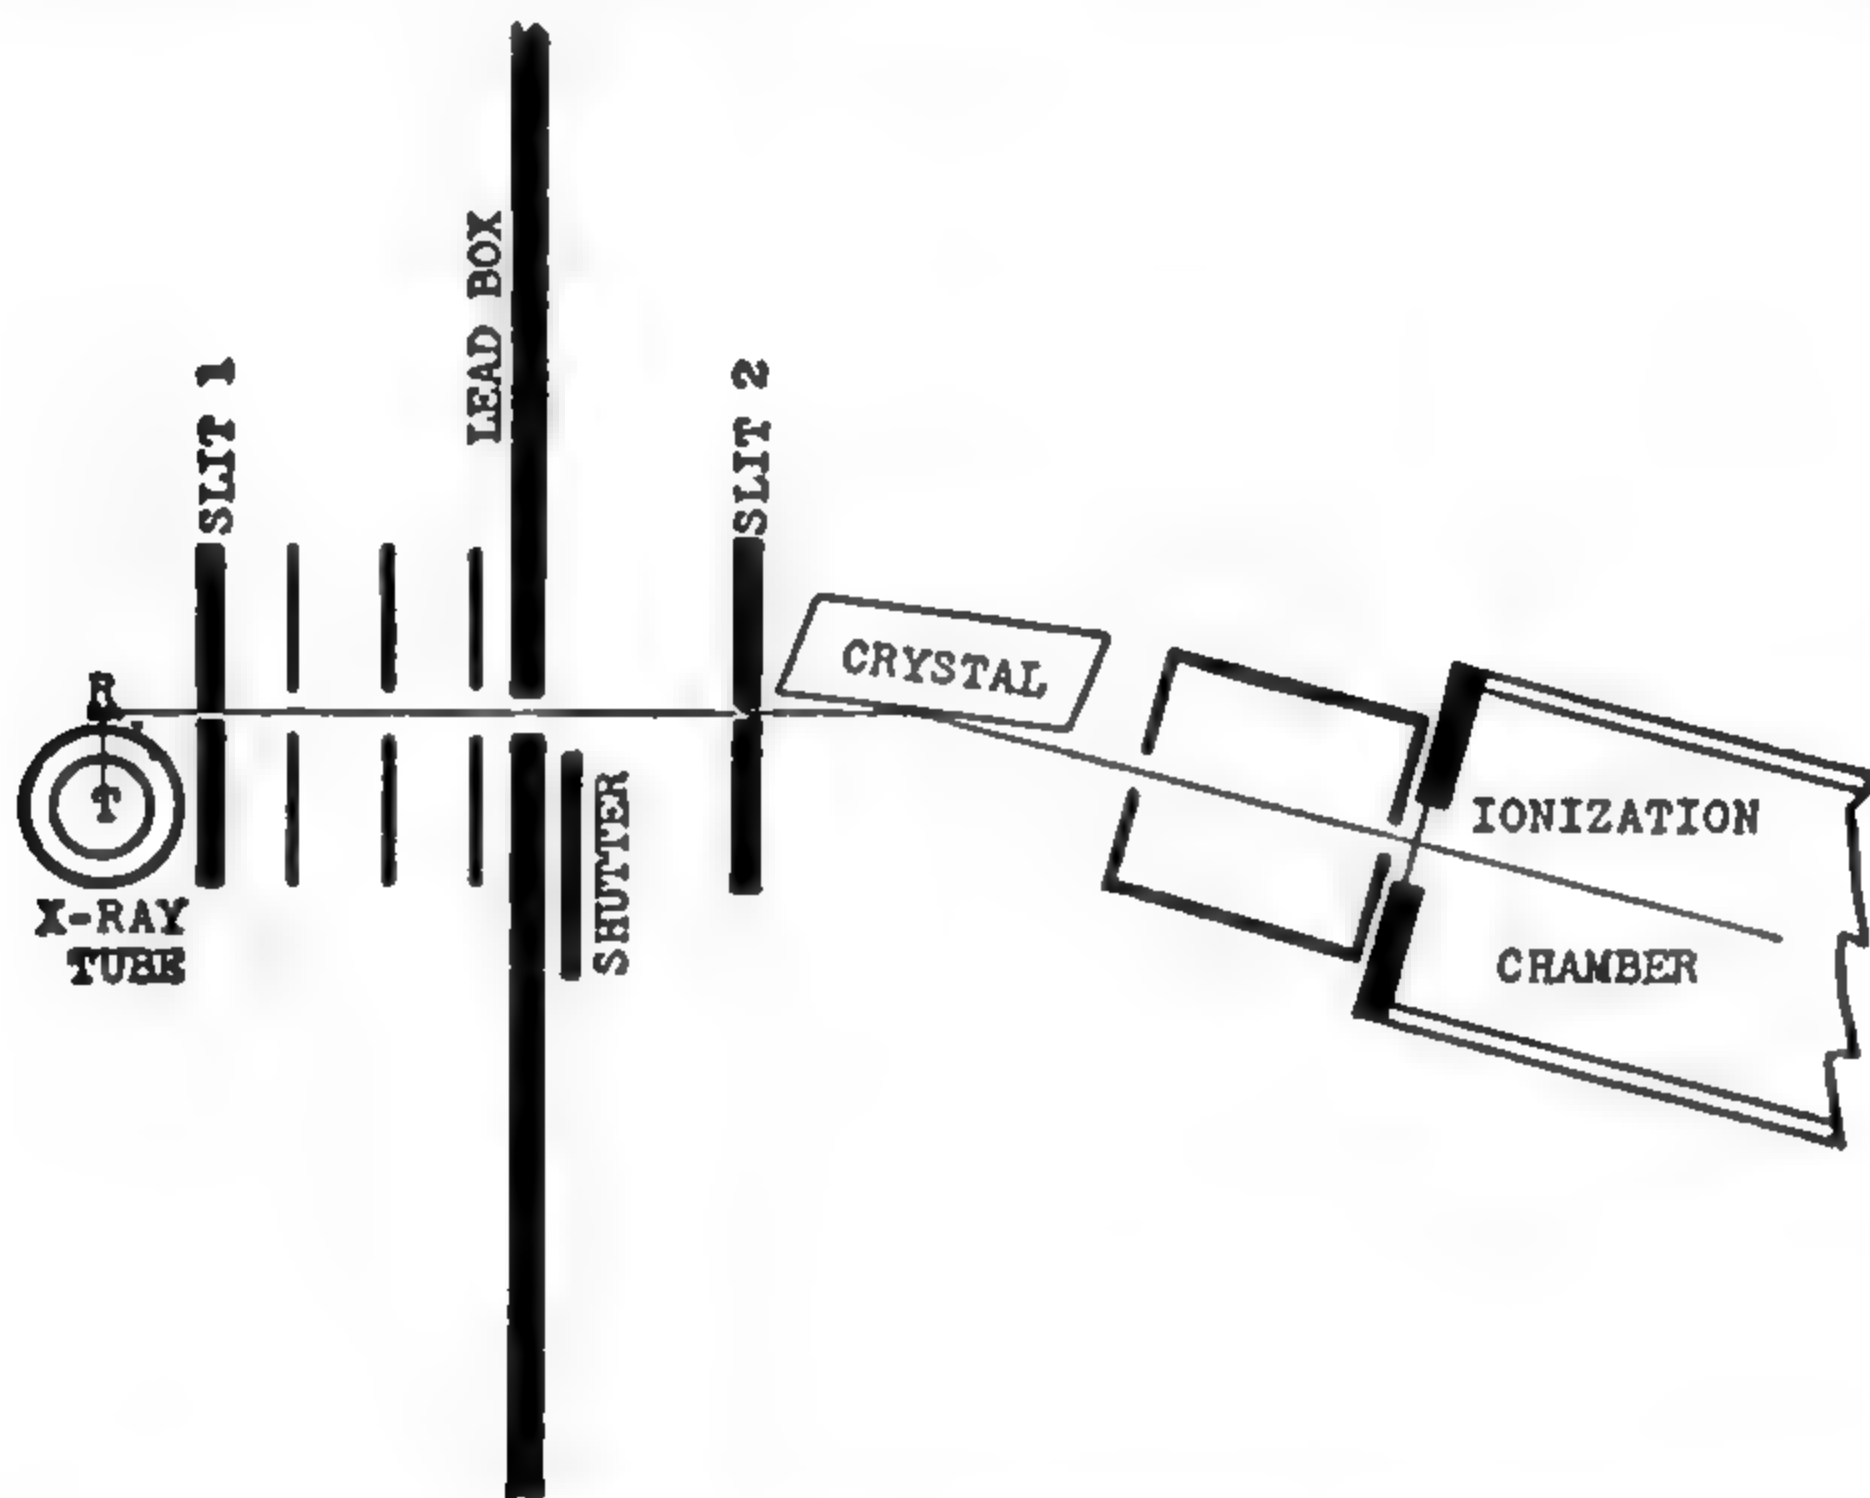 LEAD BOX
SLIT 1
SLIT 2
CRYSTAL
R
T
X-RAY
TUBE
SHUTTER
IONIZATION
CHAMBER